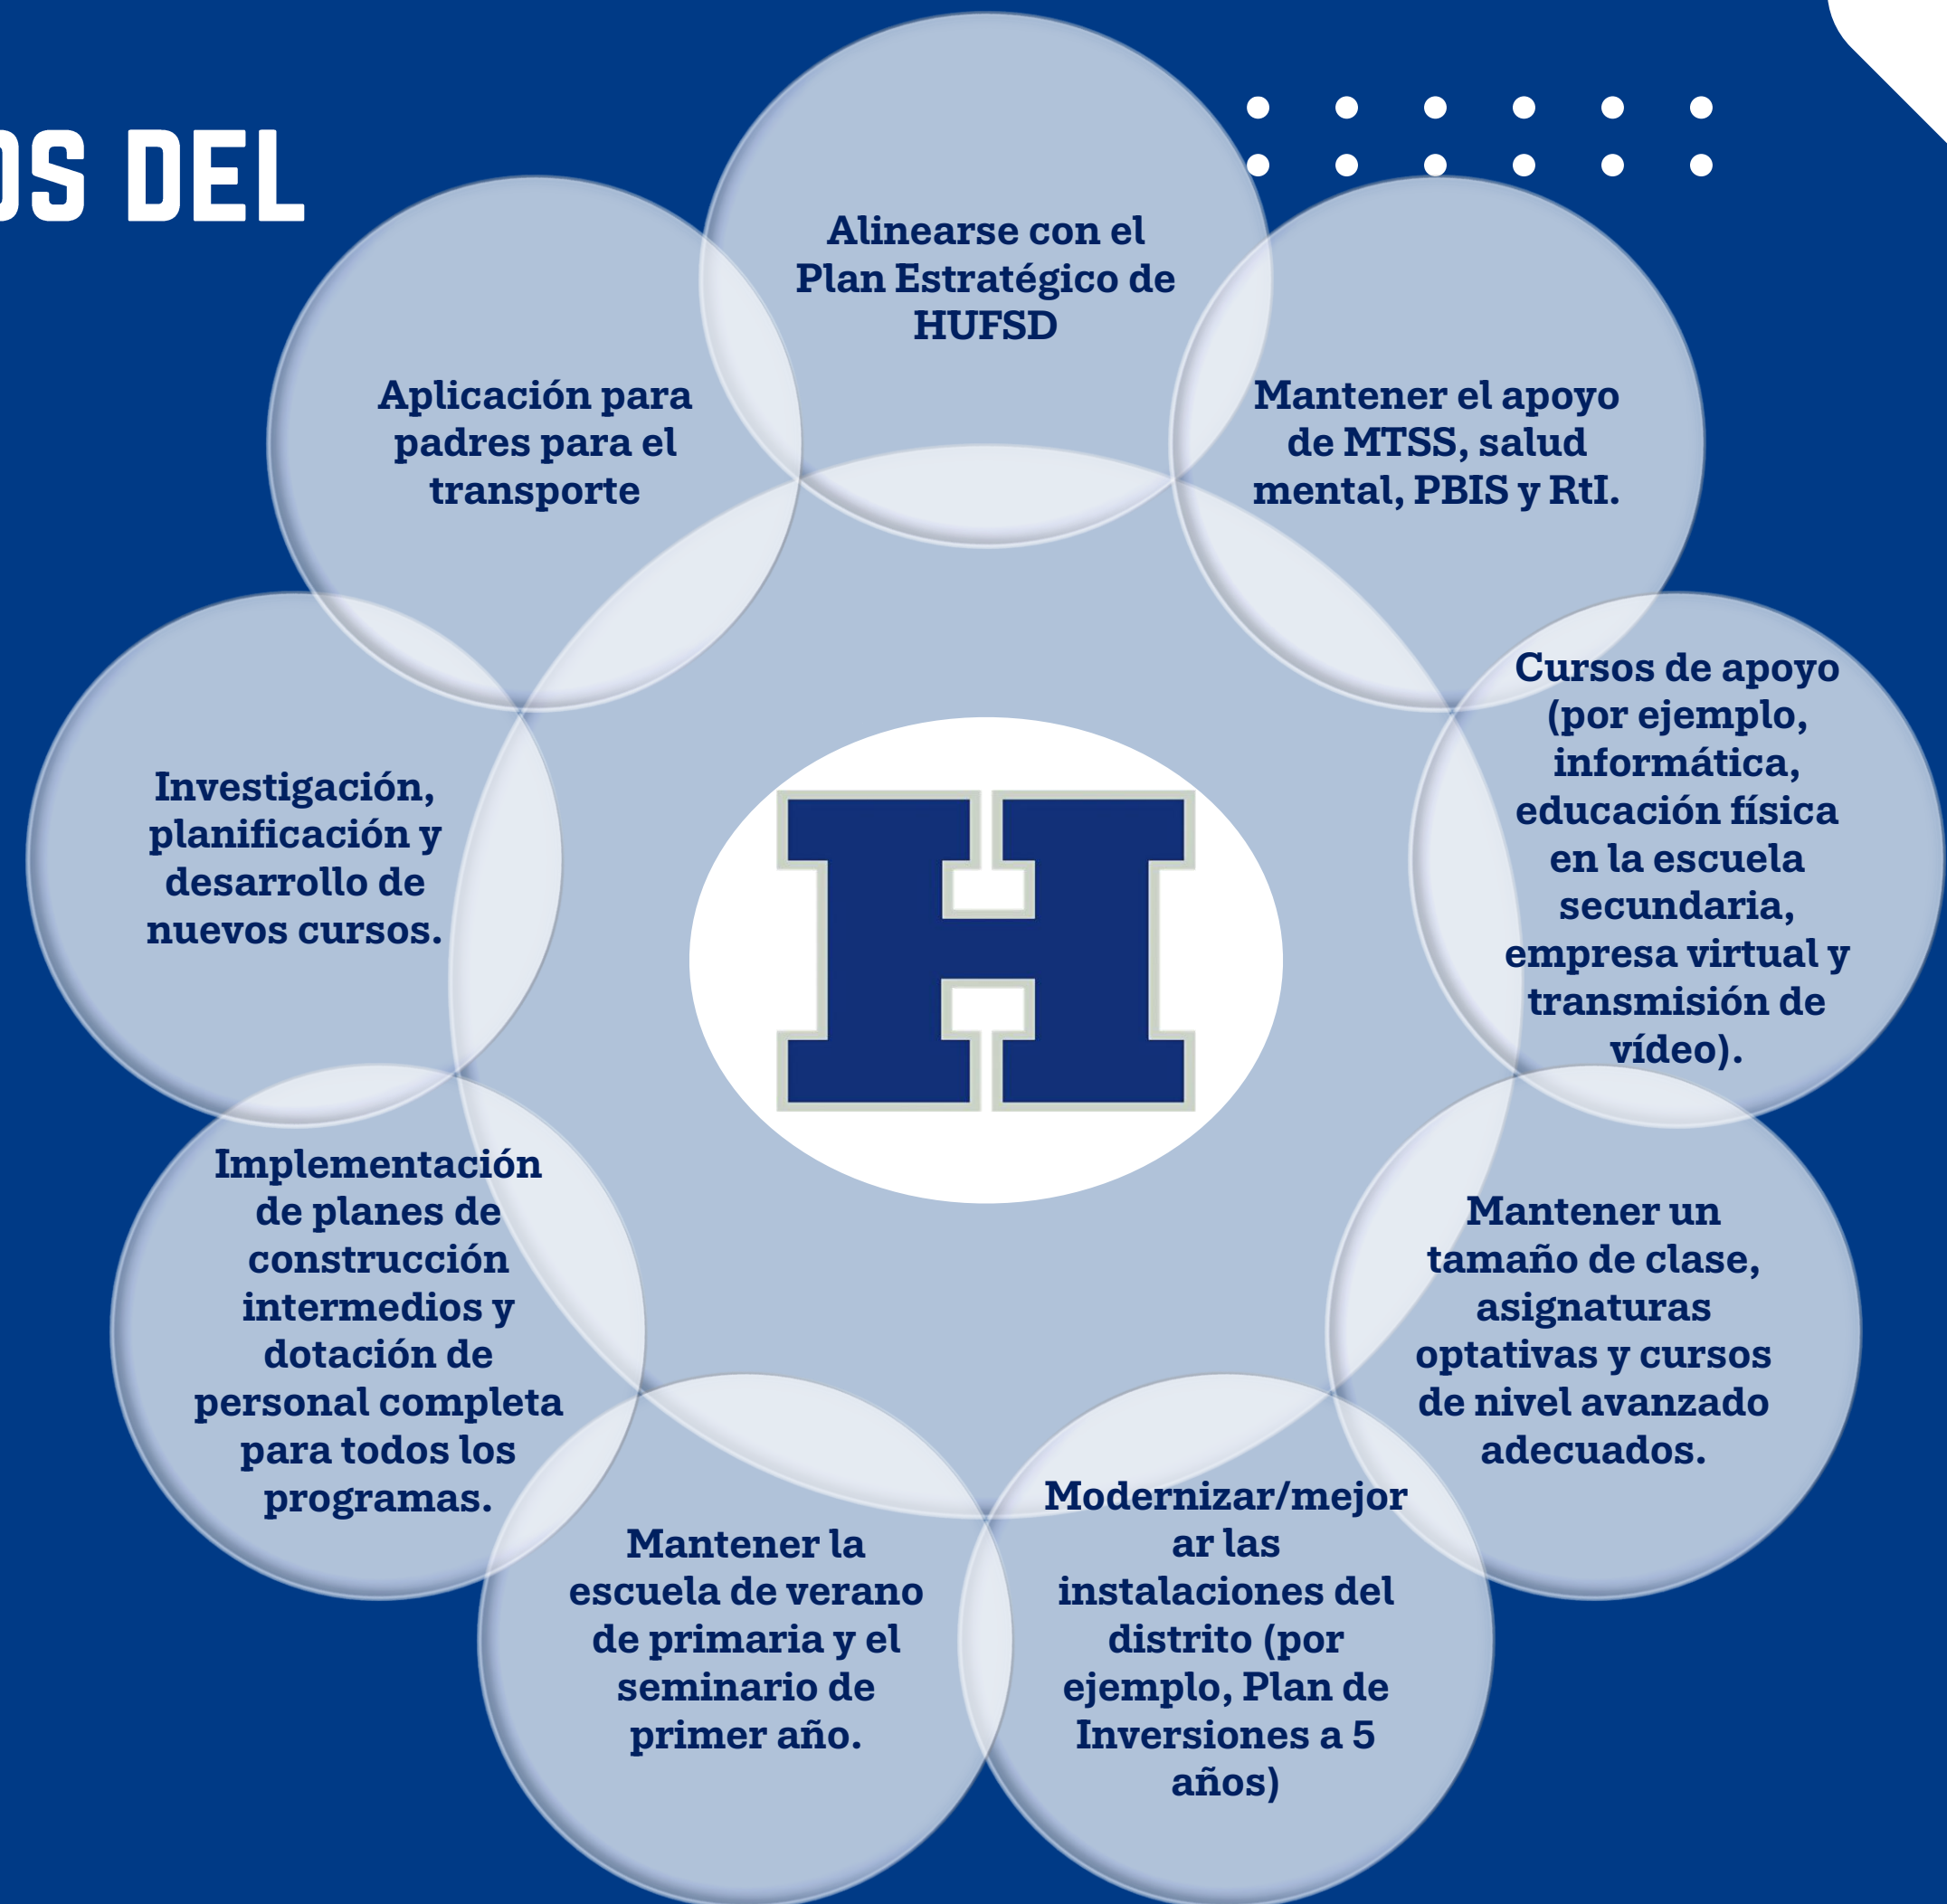 OS DEL
Alinearse con el
Plan Estratégico de
HUFSD
Mantener el apoyo
de MTSS, salud
mental, PBIS y RtI.
Cursos de apoyo
(por ejemplo,
informática,
educación física
en la escuela
secundaria,
empresa virtual y
transmisión de
vídeo).
Mantener un
tamaño de clase,
asignaturas
optativas y cursos
de nivel avanzado
adecuados.
Modernizar/mejor
ar las
instalaciones del
distrito (por
ejemplo, Plan de
Inversiones a 5
años)
Mantener la
escuela de verano
de primaria y el
seminario de
primer año.
Implementación
de planes de
construcción
intermedios y
dotación de
personal completa
para todos los
programas.
Investigación,
planificación y
desarrollo de
nuevos cursos.
Aplicación para
padres para el
transporte
H